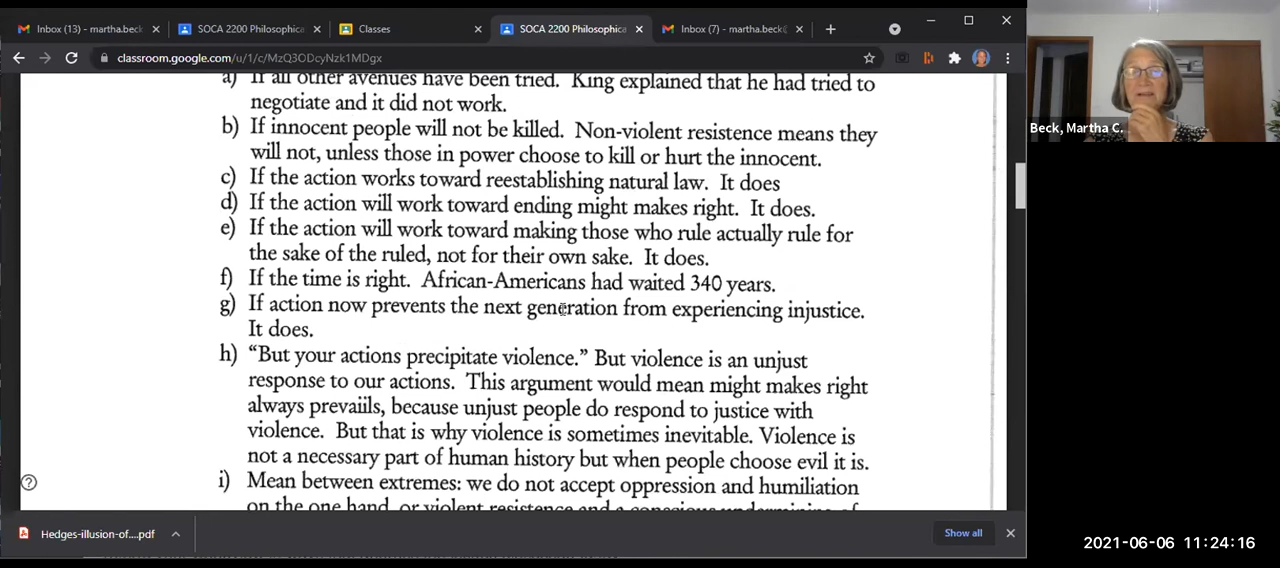 Inbox (13) - martha.beck
SOCA 2200 Philosophica
Classes
SOCA 2200 Philosophica
Inbox (7) - martha.beck@
classroom.google.com/u/1/c/MzQ3ODcyNzk1MDgx
a) If all other avenues have been tried. King explained that he had tried to
negotiate and it did not work.
b) If innocent people will not be killed. Non-violent resistence means they
will not, unless those in power choose to kill or hurt the innocent.
c) If the action works toward reestablishing natural law. It does
d) If the action will work toward ending might makes right. It does.
e) If the action will work toward making those who rule actually rule for
the sake of the ruled, not for their own sake. It does.
f) If the time is right. African-Americans had waited 340 years.
g) If action now prevents the next generation from experiencing injustice.
It does.
h) “But your actions precipitate violence.” But violence is an unjust
response to our actions. This argument would mean might makes right
always prevaiils, because unjust people do respond to justice with
violence. But that is why violence is sometimes inevitable. Violence is
not a necessary part of human history but when people choose evil it is.
i) Mean between extremes: we do not accept oppression and humiliation
on the one hand, or violent resistence and a conscious undermining of
Hedges-illusion-of....pdf
Show all
Beck, Martha C.
2021-06-06 11:24:16